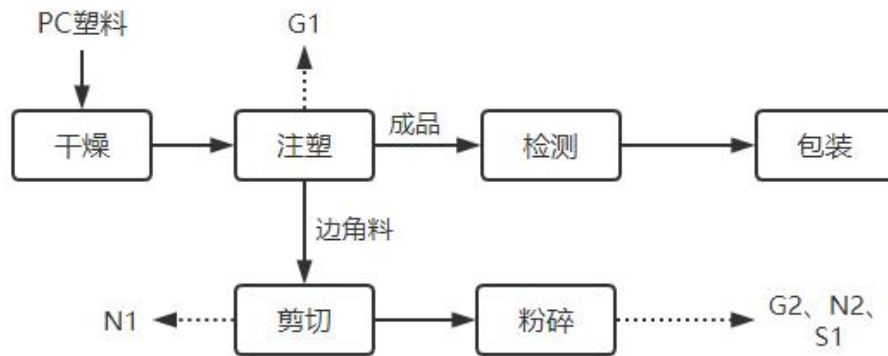 PC塑料
G1
干燥
注塑
成品
检测
包装
边角料
N1
剪切
粉碎
G2、N2、
S1